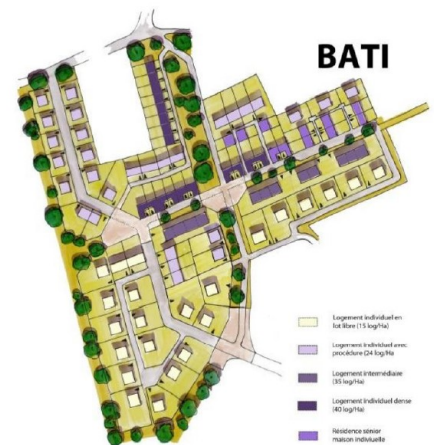 BATI
Logement individuel en
lot libre (15 log/Ha)
Logement individuel avec
procédure (24 log/Ha
Logement intermédiaire
(35 log/Ha)
Logement individuel dense
(40 log/Ha)
Résidence sénior
maison indiviuelle